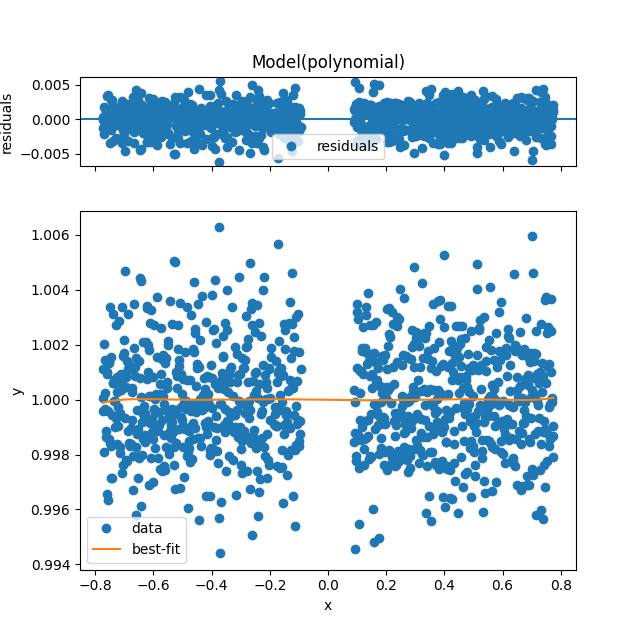 Model(polynomial)
residuals
0.005
0.000
−0.005
residuals
y
1.006
1.004
1.002
1.000
0.998
0.996
0.994
data
best-fit
−0.8
−0.6
−0.4
−0.2
0.0
0.2
0.4
0.6
0.8
x